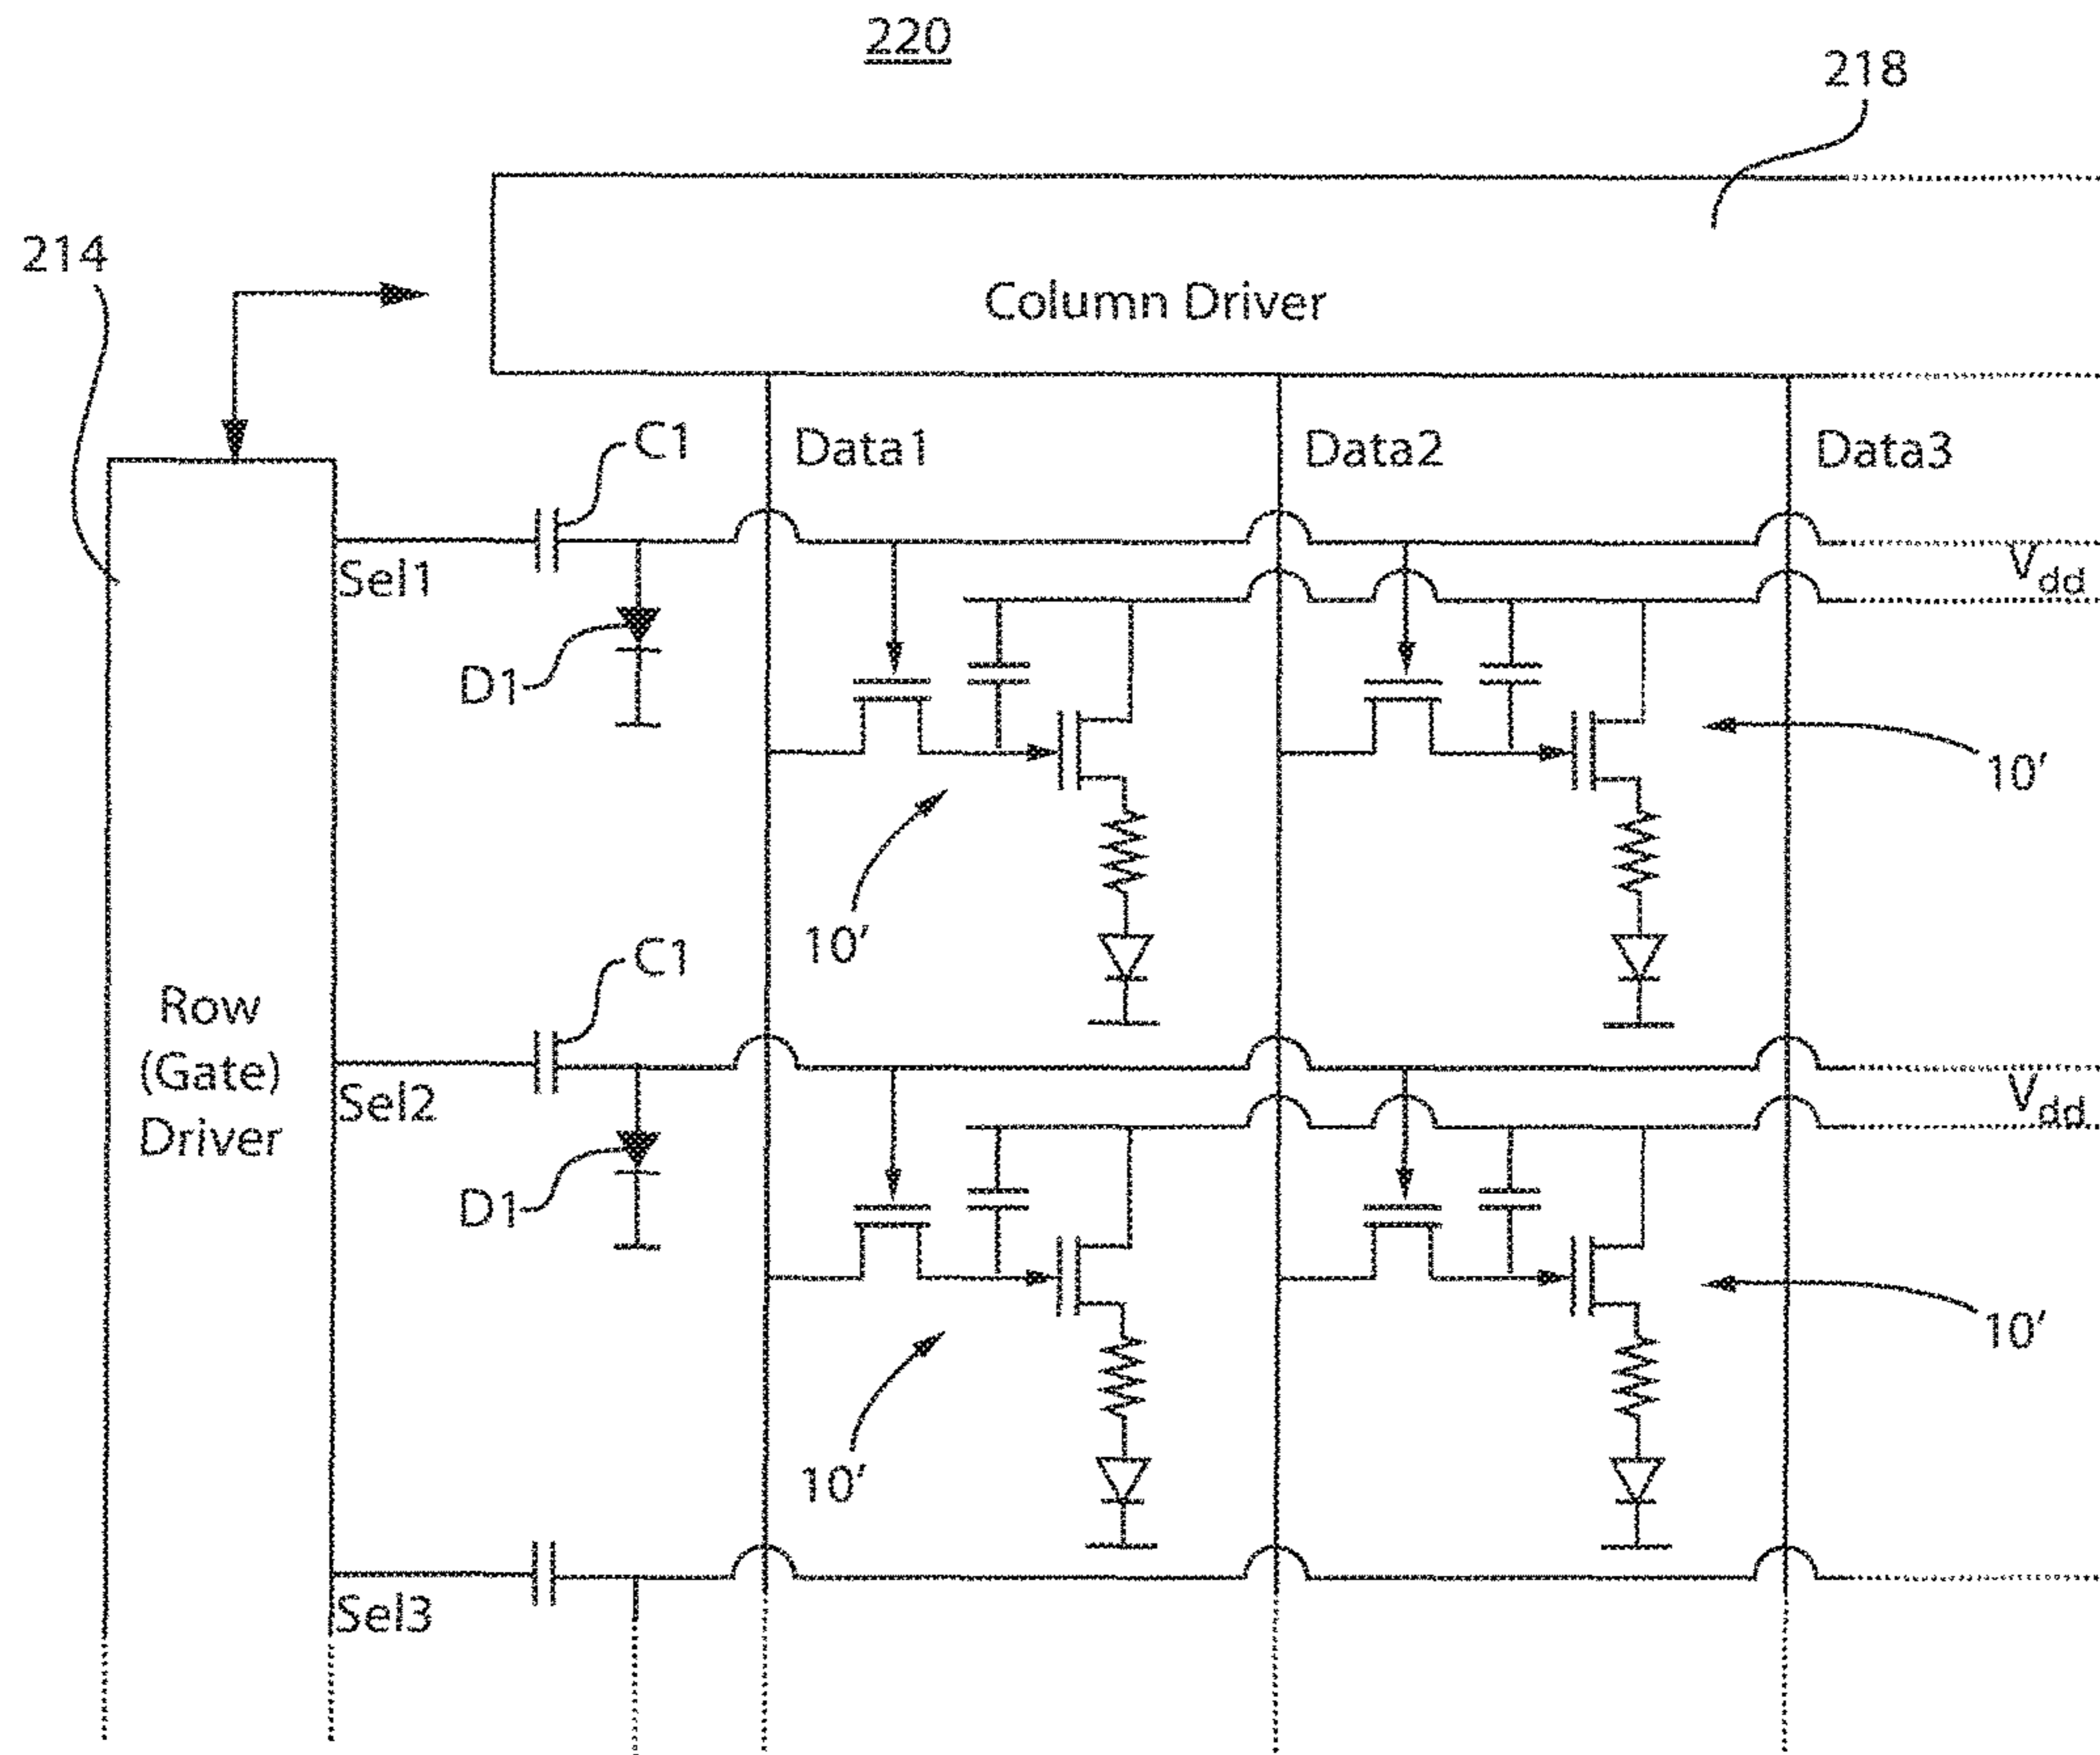 220
218
214
Column Driver
C1
Data1
Data2
Data3
Sel1
Vdd
D1
10'
10'
C1
Row
(Gate)
Driver
Sel2
Vdd
D1
10'
10'
Sel3